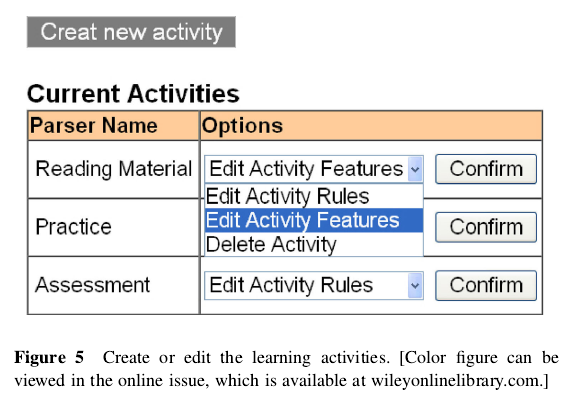 Creat new activity
Current Activities
Parser Name Options
Reading Material Edit Activity Features Confirm
Edit Activity Rules
Edit Activity Features
Practice Confirm
Delete Activity
Assessment Edit Activity Rules Confirm
Figure 5 Create or edit the learning activities. [Color figure can be
viewed in the online issue, which is available at wileyonlinelibrary.com.]